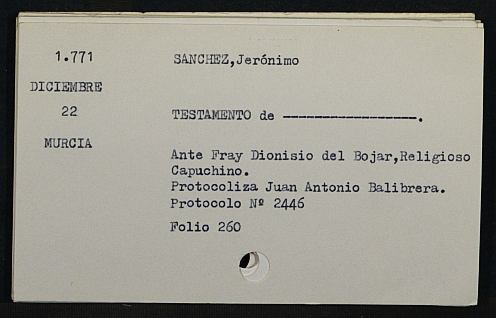 1.771 SANCHEZ,Jerónimo
DICIEMBRE
22 TESTAMENTO de ------------------.
MURCIA
Ante Fray Dionisio del Bojar,Religioso
Capuchino.
Protocoliza Juan Antonio Balibrera.
Protocolo Nº 2446
Folio 260